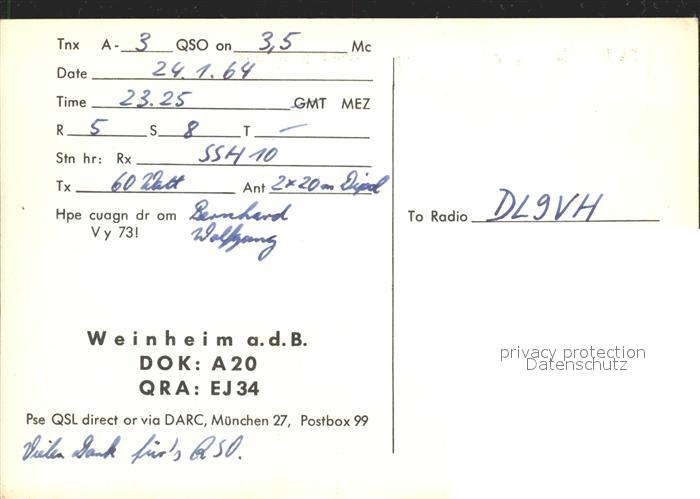 Tnx A- 3 QSO on 3,5 Mc
Date 24.1.64
Time 23.25 GMT MEZ
R 5 S 8 T –
Stn hr: Rx SSH 10
Tx 60 Watt Ant 2x20m Dipol
Hpe cuagn dr om Bernhard
Vy 73! Wolfgang
To Radio DL9VH
Weinheim a.d.B.
DOK: A20
QRA: EJ34
Pse QSL direct or via DARC, München 27, Postbox 99
Vielen Dank für's QSO.
privacy protection
Datenschutz